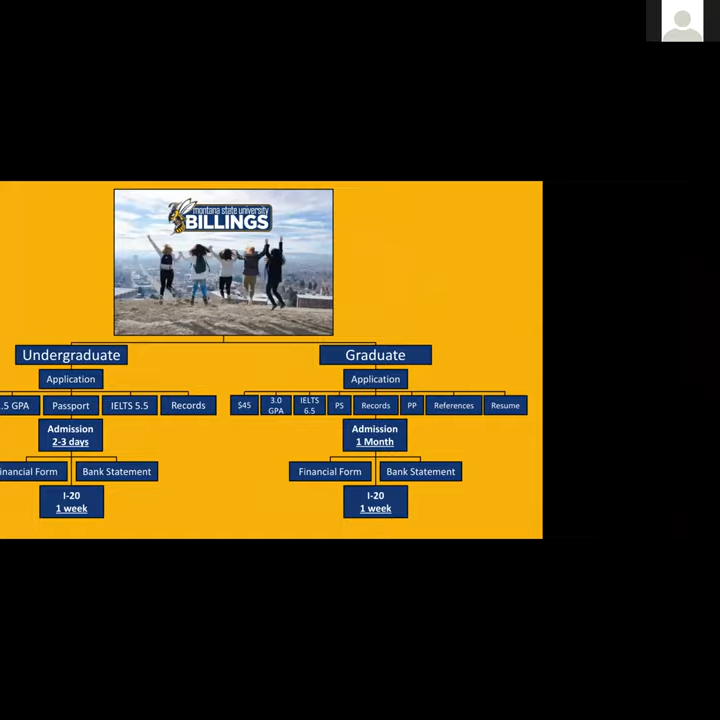 montana state university
BILLINGS
Undergraduate
Graduate
Application
Application
.5 GPA
Passport
IELTS 5.5
Records
$45
3.0
GPA
IELTS
6.5
PS
Records
PP
References
Resume
Admission
2-3 days
Admission
1 Month
inancial Form
Bank Statement
Financial Form
Bank Statement
I-20
1 week
I-20
1 week